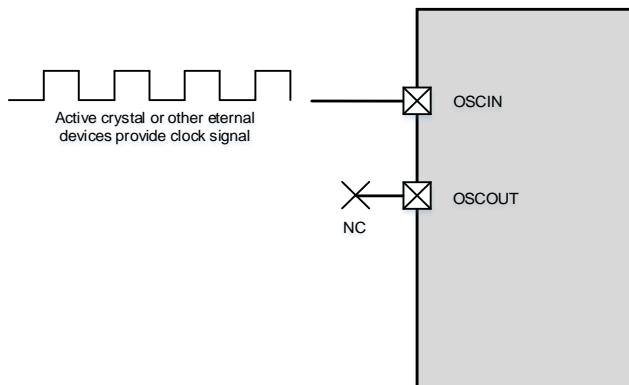 OSCIN
Active crystal or other eternal
devices provide clock signal
OSCOUT
NC